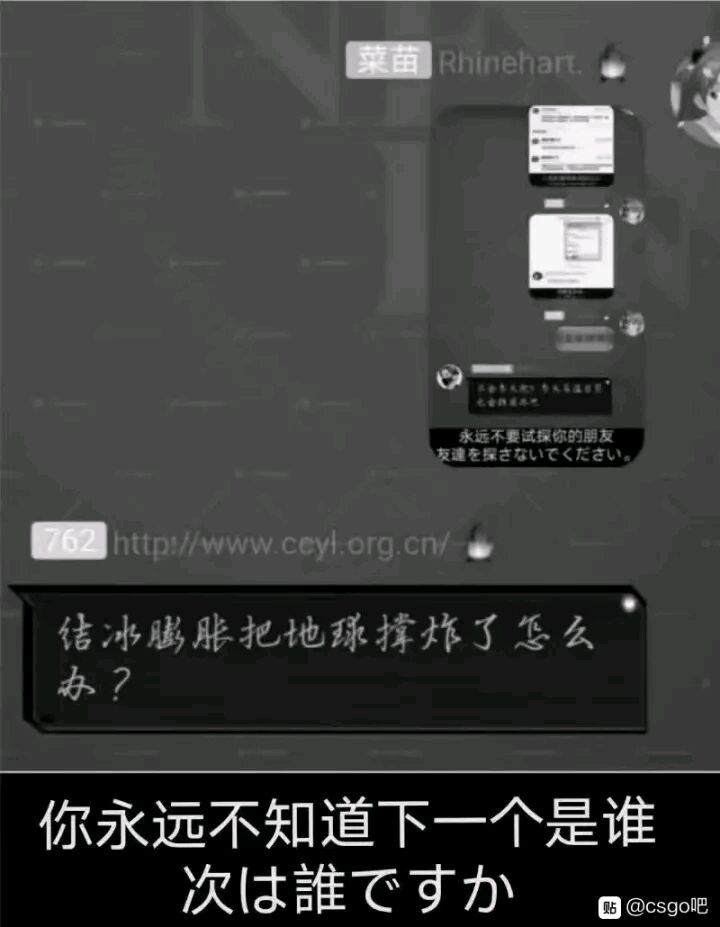 菜苗 Rhinehart.
永远不要试探你的朋友
友達を探さないでください。
762 http://www.ccyl.org.cn/
结冰膨胀把地球撑炸了怎么
办？
你永远不知道下一个是谁
次は誰ですか
贴 @csgo吧